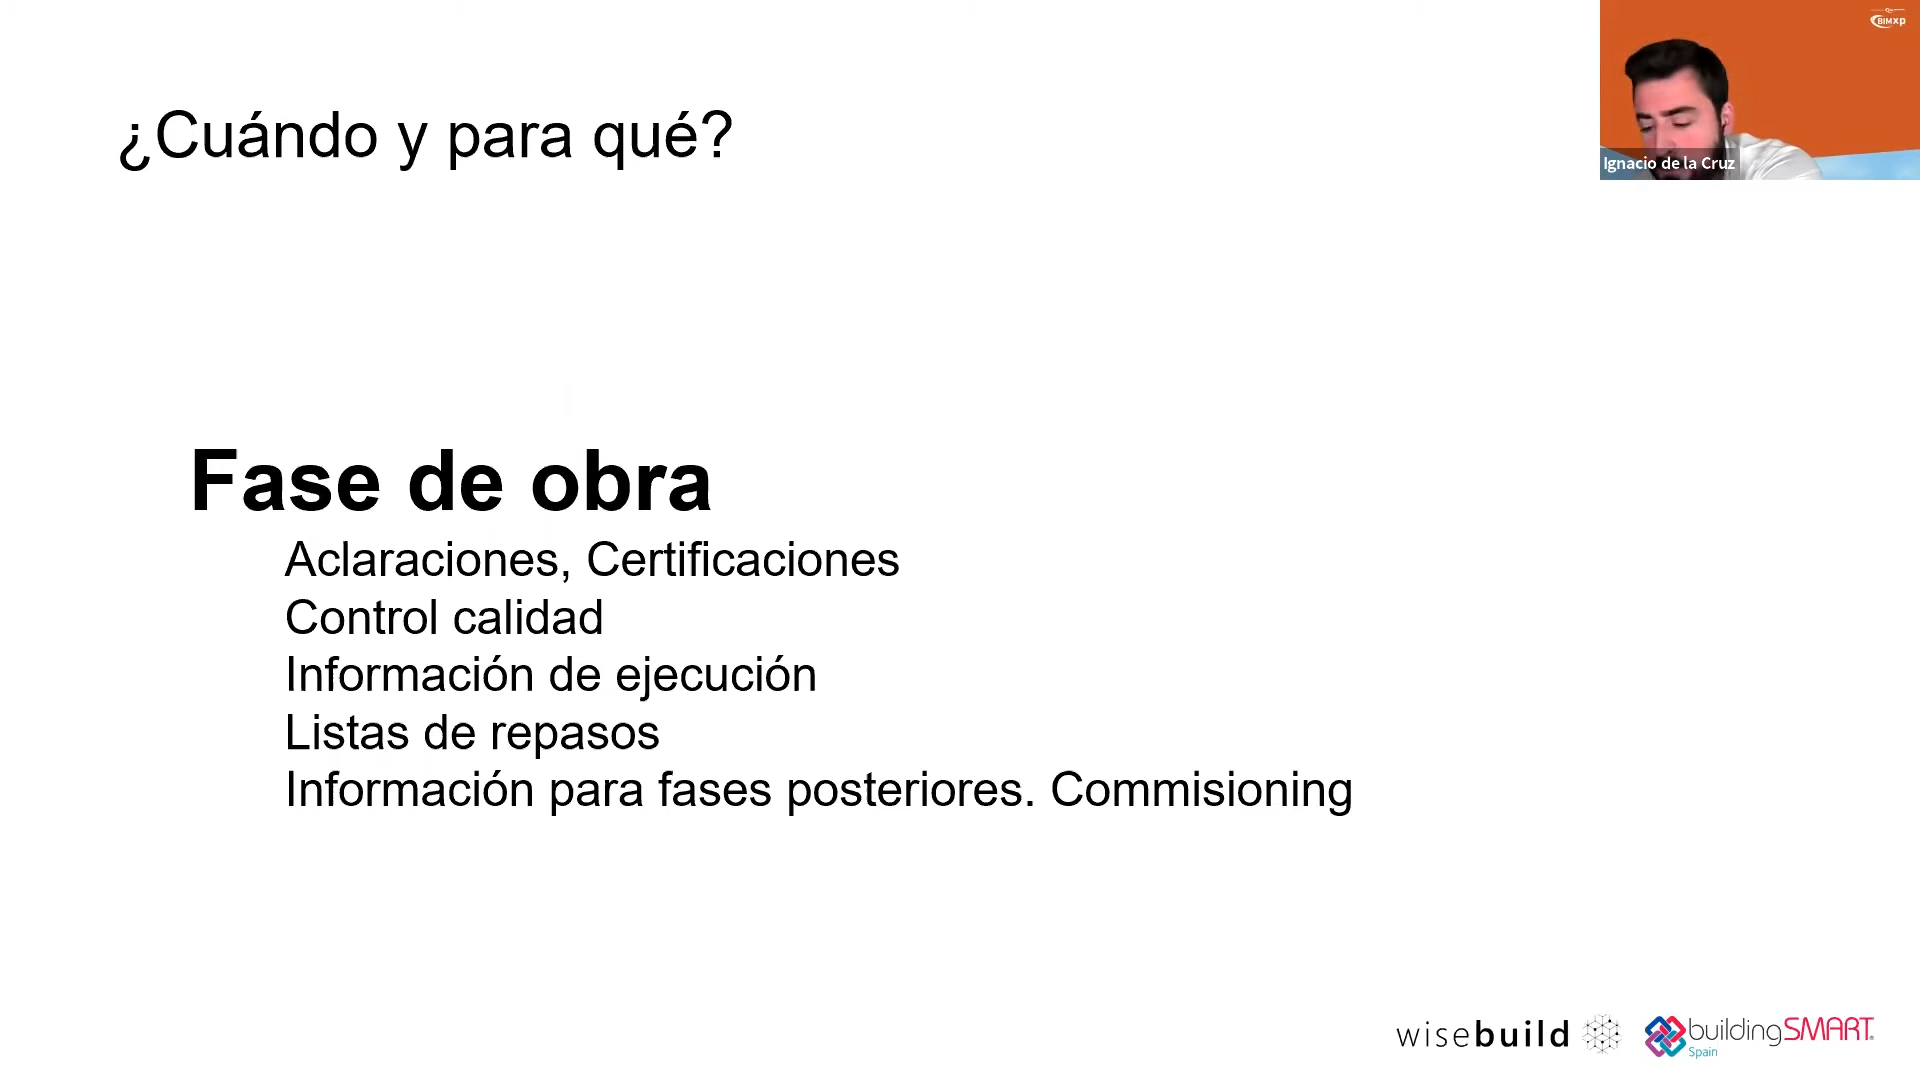 ¿Cuándo y para qué?
BIMxp
Ignacio de la Cruz
Fase de obra
Aclaraciones, Certificaciones
Control calidad
Información de ejecución
Listas de repasos
Información para fases posteriores. Commisioning
wisebuild
buildingSMART
Spain